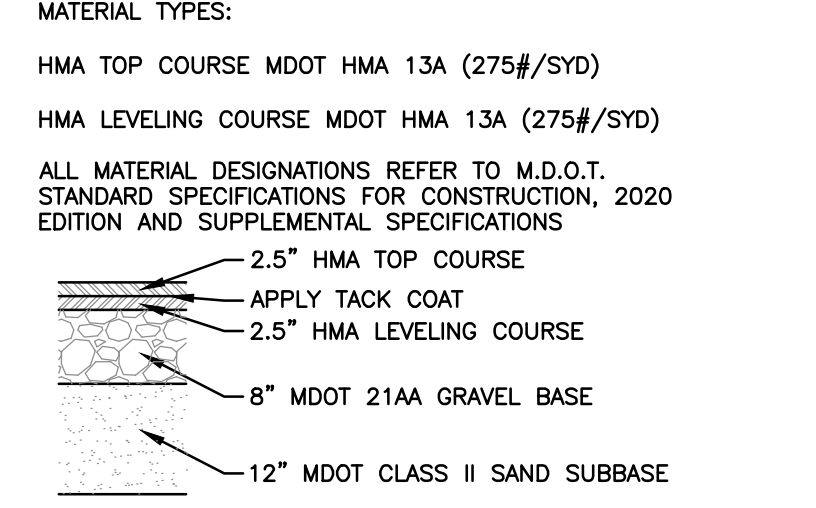 MATERIAL TYPES:
HMA TOP COURSE MDOT HMA 13A (275#/SYD)
HMA LEVELING COURSE MDOT HMA 13A (275#/SYD)
ALL MATERIAL DESIGNATIONS REFER TO M.D.O.T.
STANDARD SPECIFICATIONS FOR CONSTRUCTION, 2020
EDITION AND SUPPLEMENTAL SPECIFICATIONS
2.5" HMA TOP COURSE
APPLY TACK COAT
2.5" HMA LEVELING COURSE
8" MDOT 21AA GRAVEL BASE
12" MDOT CLASS II SAND SUBBASE